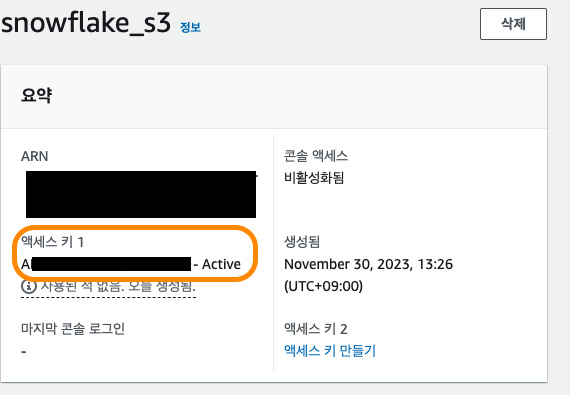 snowflake_s3 정보
삭제
요약
ARN
콘솔 액세스
비활성화됨
액세스 키 1
- Active
사용된 적 없음. 오늘 생성됨.
생성됨
November 30, 2023, 13:26
(UTC+09:00)
마지막 콘솔 로그인
-
액세스 키 2
액세스 키 만들기